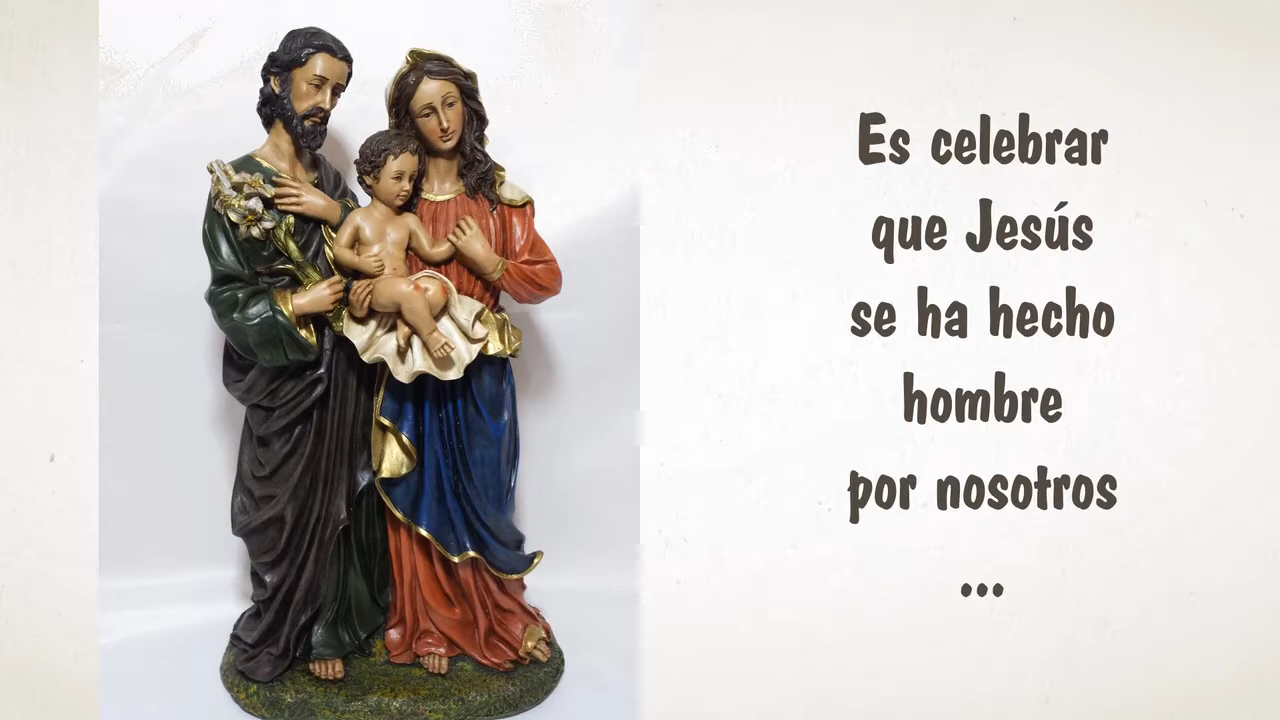 Es celebrar
que Jesús
se ha hecho
hombre
por nosotros
...